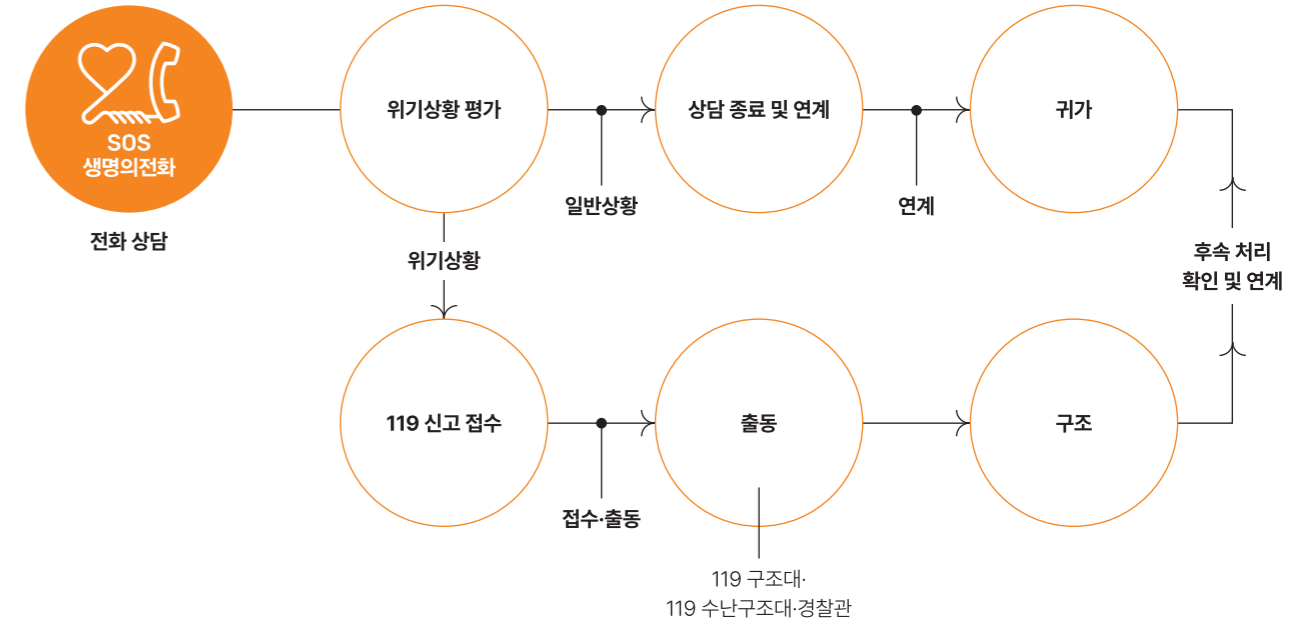 SOS
생명의전화
전화 상담
위기상황 평가
일반상황
상담 종료 및 연계
연계
귀가
위기상황
후속 처리
확인 및 연계
119 신고 접수
접수·출동
출동
구조
119 구조대·
119 수난구조대·경찰관